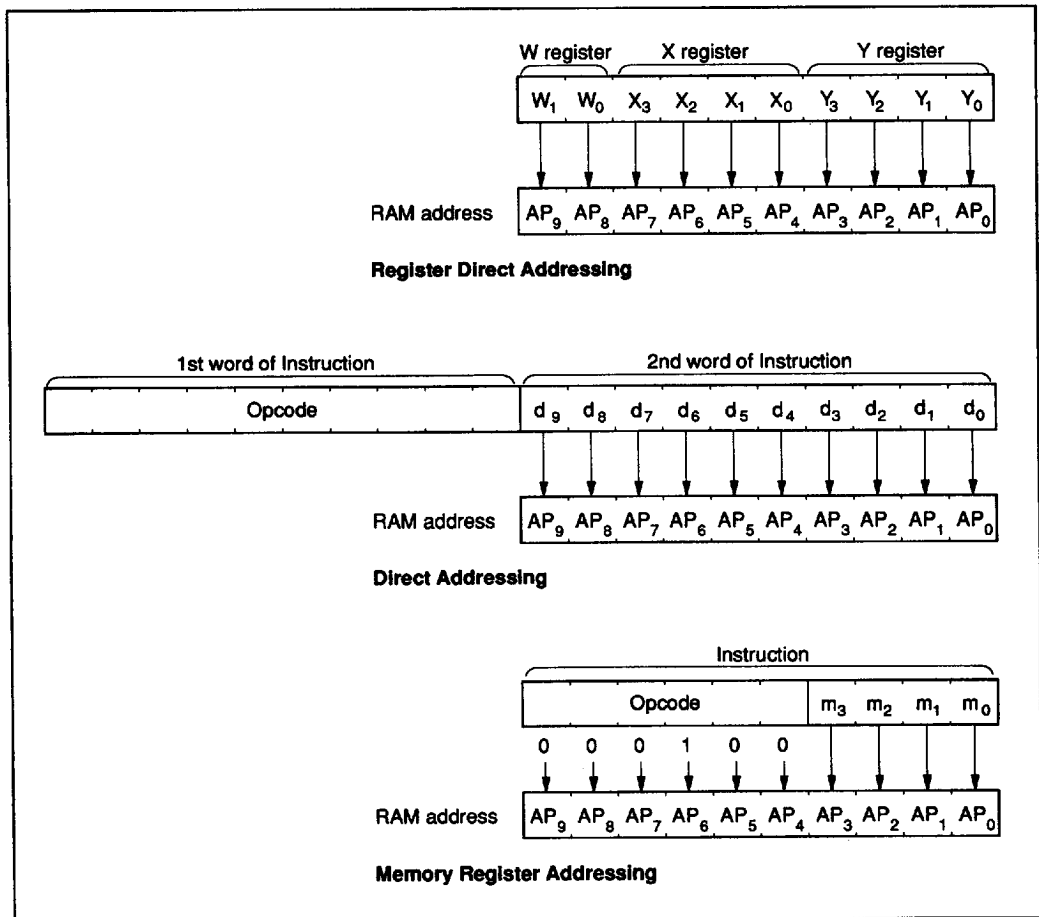 W register X register Y register
W₁ W₀ X₃ X₂ X₁ X₀ Y₃ Y₂ Y₁ Y₀
RAM address AP₉ AP₈ AP₇ AP₆ AP₅ AP₄ AP₃ AP₂ AP₁ AP₀
Register Direct Addressing
1st word of Instruction 2nd word of Instruction
Opcode d₉ d₈ d₇ d₆ d₅ d₄ d₃ d₂ d₁ d₀
RAM address AP₉ AP₈ AP₇ AP₆ AP₅ AP₄ AP₃ AP₂ AP₁ AP₀
Direct Addressing
Instruction
Opcode m₃ m₂ m₁ m₀
0 0 0 1 0 0
RAM address AP₉ AP₈ AP₇ AP₆ AP₅ AP₄ AP₃ AP₂ AP₁ AP₀
Memory Register Addressing